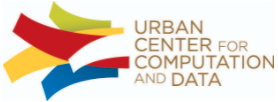 URBAN
CENTER FOR
COMPUTATION
AND DATA